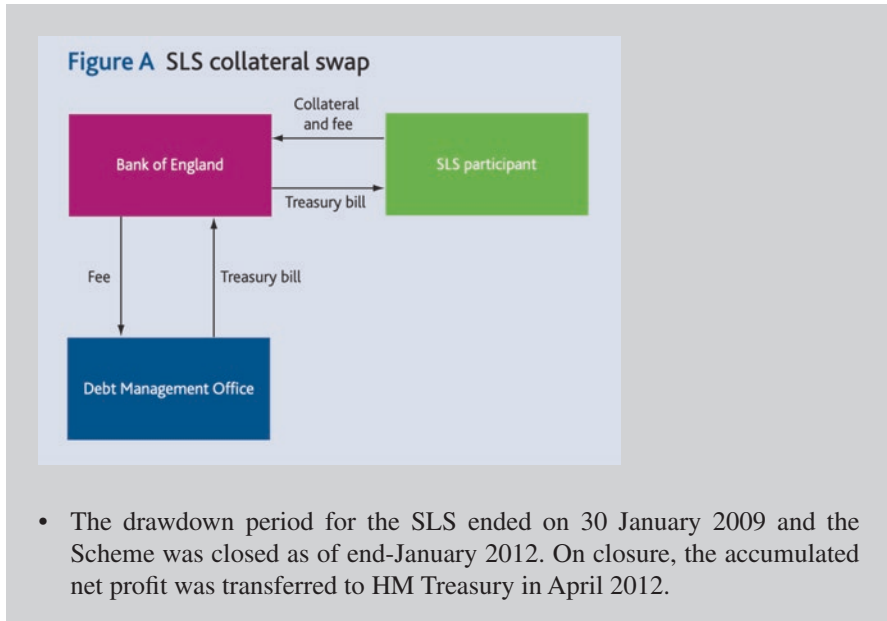 Figure A SLS collateral swap
Collateral
and fee
Bank of England
SLS participant
Treasury bill
Fee
Treasury bill
Debt Management Office
• The drawdown period for the SLS ended on 30 January 2009 and the
Scheme was closed as of end-January 2012. On closure, the accumulated
net profit was transferred to HM Treasury in April 2012.